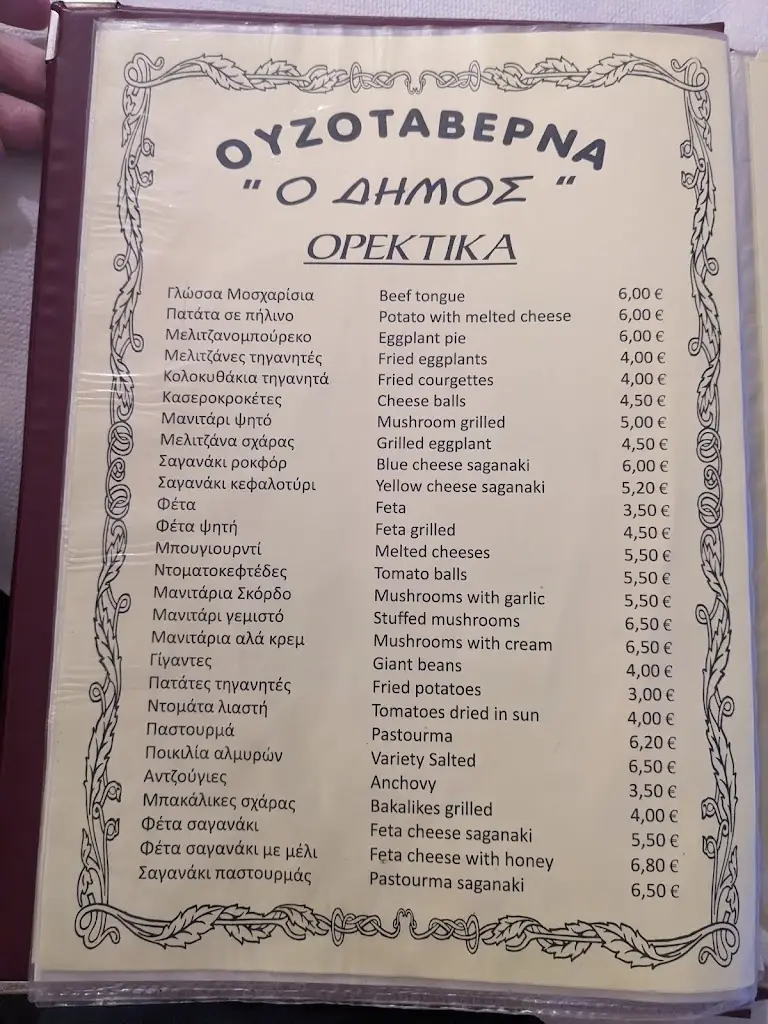 ΟΥΖΟΤΑΒΕΡΝΑ
" Ο ΔΗΜΟΣ "
ΟΡΕΚΤΙΚΑ
Γλώσσα Μοσχαρίσια Beef tongue 6,00 €
Πατάτα σε πήλινο Potato with melted cheese 6,00 €
Μελιτζανομπούρεκο Eggplant pie 6,00 €
Μελιτζάνες τηγανητές Fried eggplants 4,00 €
Κολοκυθάκια τηγανητά Fried courgettes 4,00 €
Κασεροκροκέτες Cheese balls 4,50 €
Μανιτάρι ψητό Mushroom grilled 5,00 €
Μελιτζάνα σχάρας Grilled eggplant 4,50 €
Σαγανάκι ροκφόρ Blue cheese saganaki 6,00 €
Σαγανάκι κεφαλοτύρι Yellow cheese saganaki 5,20 €
Φέτα Feta 3,50 €
Φέτα ψητή Feta grilled 4,50 €
Μπουγιουρντί Melted cheeses 5,50 €
Ντοματοκεφτέδες Tomato balls 5,50 €
Μανιτάρια Σκόρδο Mushrooms with garlic 5,50 €
Μανιτάρι γεμιστό Stuffed mushrooms 6,50 €
Μανιτάρια αλά κρεμ Mushrooms with cream 6,50 €
Γίγαντες Giant beans 4,00 €
Πατάτες τηγανητές Fried potatoes 3,00 €
Ντομάτα λιαστή Tomatoes dried in sun 4,00 €
Παστουρμά Pastourma 6,20 €
Ποικιλία αλμυρών Variety Salted 6,50 €
Αντζούγιες Anchovy 3,50 €
Μπακάλικες σχάρας Bakalikes grilled 4,00 €
Φέτα σαγανάκι Feta cheese saganaki 5,50 €
Φέτα σαγανάκι με μέλι Feta cheese with honey 6,80 €
Σαγανάκι παστουρμάς Pastourma saganaki 6,50 €